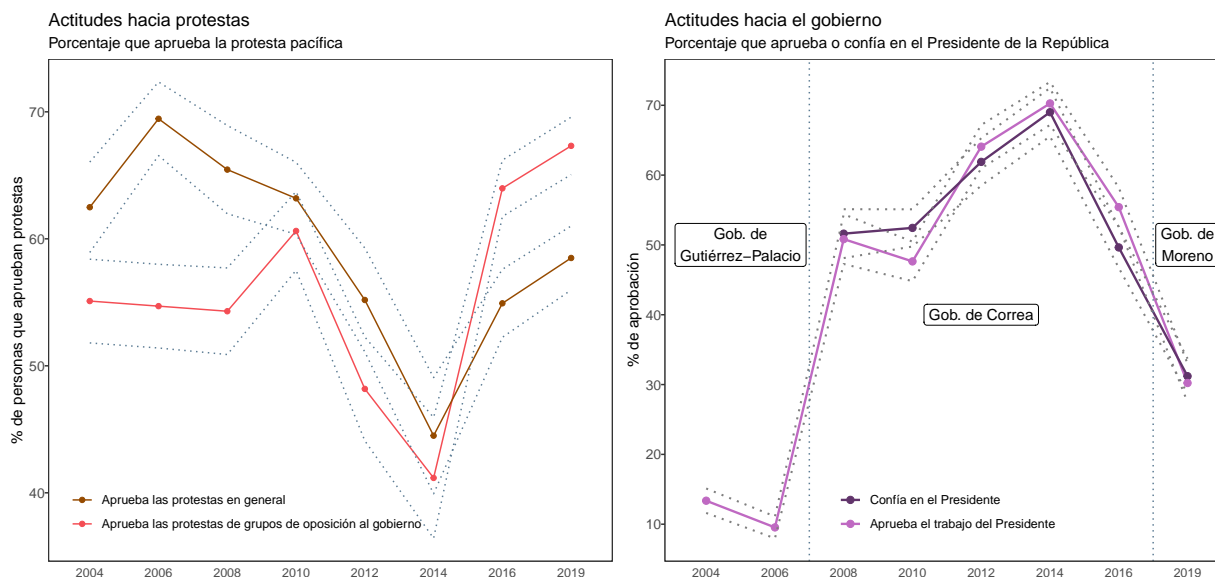 Actitudes hacia protestas
Porcentaje que aprueba la protesta pacífica
% de personas que aprueban protestas
70
60
50
40
Aprueba las protestas en general
Aprueba las protestas de grupos de oposición al gobierno
2004 2006 2008 2010 2012 2014 2016 2019
Actitudes hacia el gobierno
Porcentaje que aprueba o confía en el Presidente de la República
% de aprobación
70
60
50
40
30
20
10
Gob. de
Gutiérrez−Palacio
Gob. de Correa
Gob. de
Moreno
Confía en el Presidente
Aprueba el trabajo del Presidente
2004 2006 2008 2010 2012 2014 2016 2019